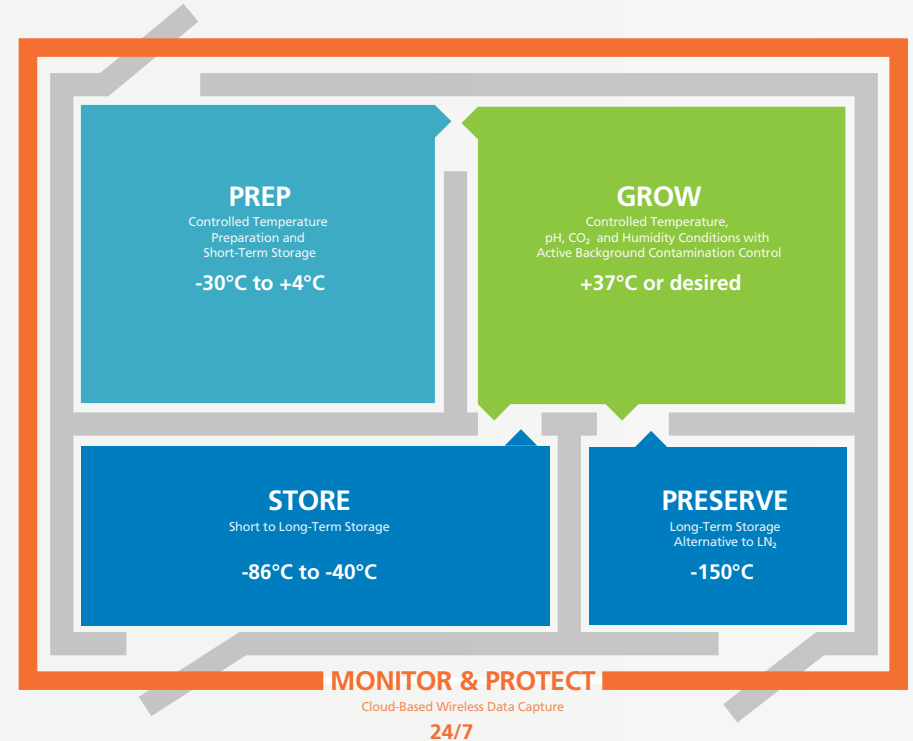 PREP
Controlled Temperature
Preparation and
Short-Term Storage
-30°C to +4°C
GROW
Controlled Temperature,
pH, CO₂ and Humidity Conditions with
Active Background Contamination Control
+37°C or desired
STORE
Short to Long-Term Storage
-86°C to -40°C
PRESERVE
Long-Term Storage
Alternative to LN₂
-150°C
MONITOR & PROTECT
Cloud-Based Wireless Data Capture
24/7